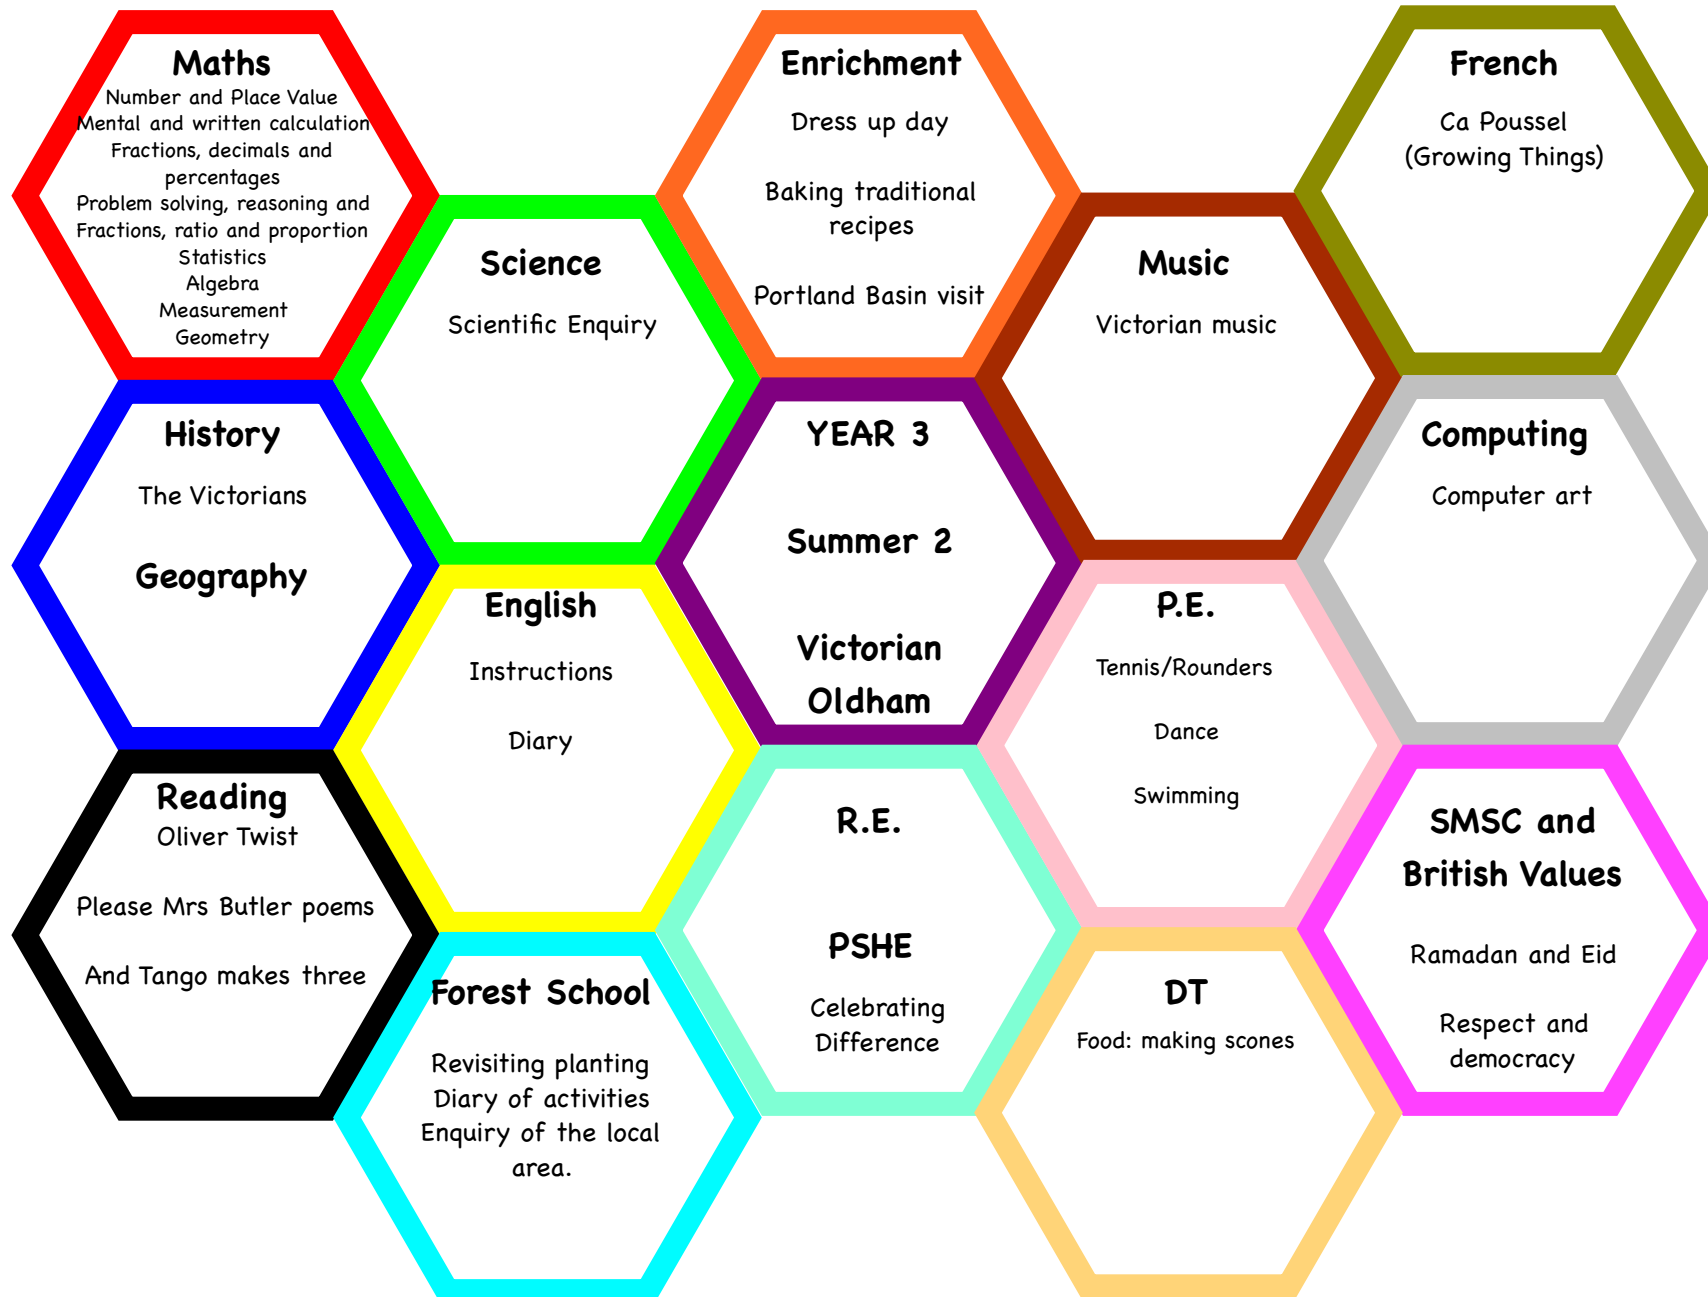 Maths
Number and Place Value
Mental and written calculation
Fractions, decimals and
percentages
Problem solving, reasoning and
Fractions, ratio and proportion
Statistics
Algebra
Measurement
Geometry
Enrichment
Dress up day
Baking traditional
recipes
Portland Basin visit
French
Ca Poussel
(Growing Things)
Science
Scientific Enquiry
Music
Victorian music
History
The Victorians
Geography
YEAR 3
Summer 2
Victorian
Oldham
Computing
Computer art
English
Instructions
Diary
P.E.
Tennis/Rounders
Dance
Swimming
Reading
Oliver Twist
Please Mrs Butler poems
And Tango makes three
R.E.
PSHE
Celebrating
Difference
SMSC and
British Values
Ramadan and Eid
Respect and
democracy
Forest School
Revisiting planting
Diary of activities
Enquiry of the local
area.
DT
Food: making scones